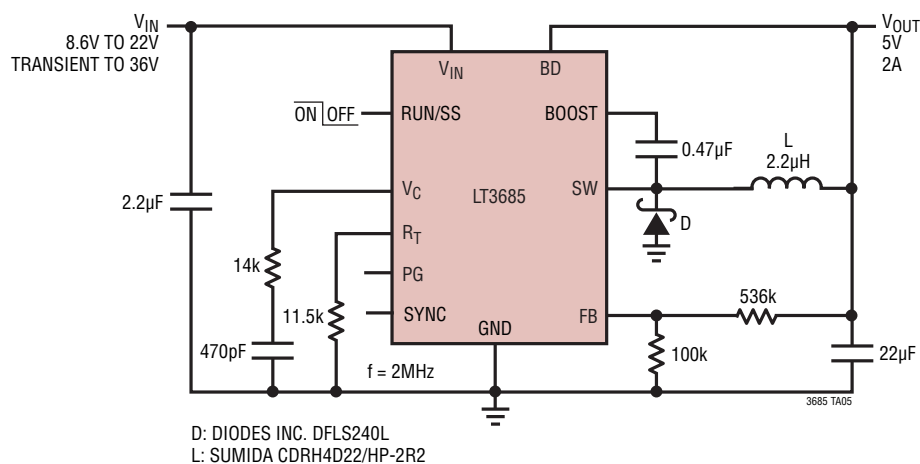 VIN
8.6V TO 22V
TRANSIENT TO 36V
VOUT
5V
2A
VIN
BD
ON OFF
RUN/SS
BOOST
0.47µF
L
2.2µH
VC
LT3685
SW
2.2µF
D
RT
14k
PG
11.5k
SYNC
536k
FB
GND
470pF
f = 2MHz
100k
22µF
3685 TA05
D: DIODES INC. DFLS240L
L: SUMIDA CDRH4D22/HP-2R2